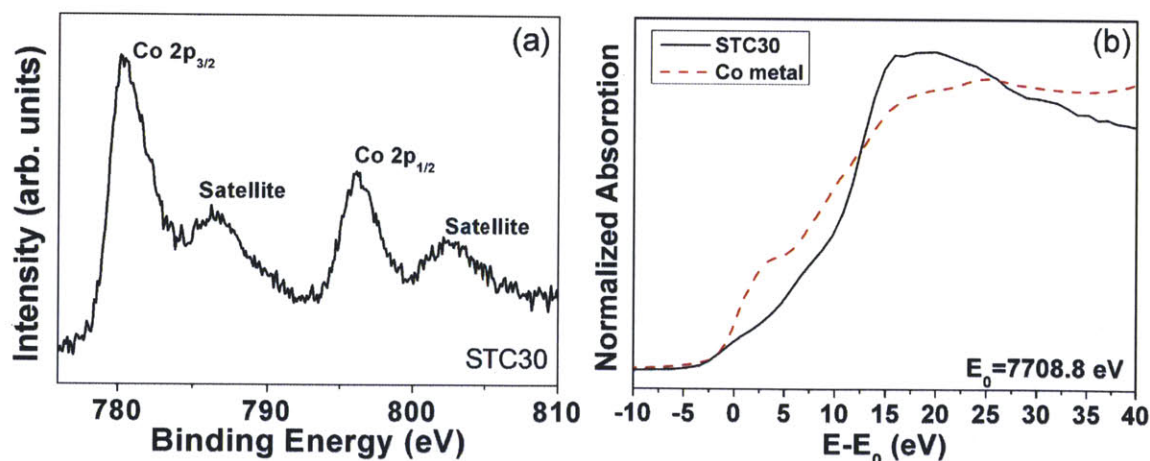 (a)
Co 2p3/2
Satellite
Co 2p1/2
Satellite
STC30
Intensity (arb. units)
780 790 800 810
Binding Energy (eV)
(b)
STC30
Co metal
E0=7708.8 eV
Normalized Absorption
-10 -5 0 5 10 15 20 25 30 35 40
E-E0 (eV)